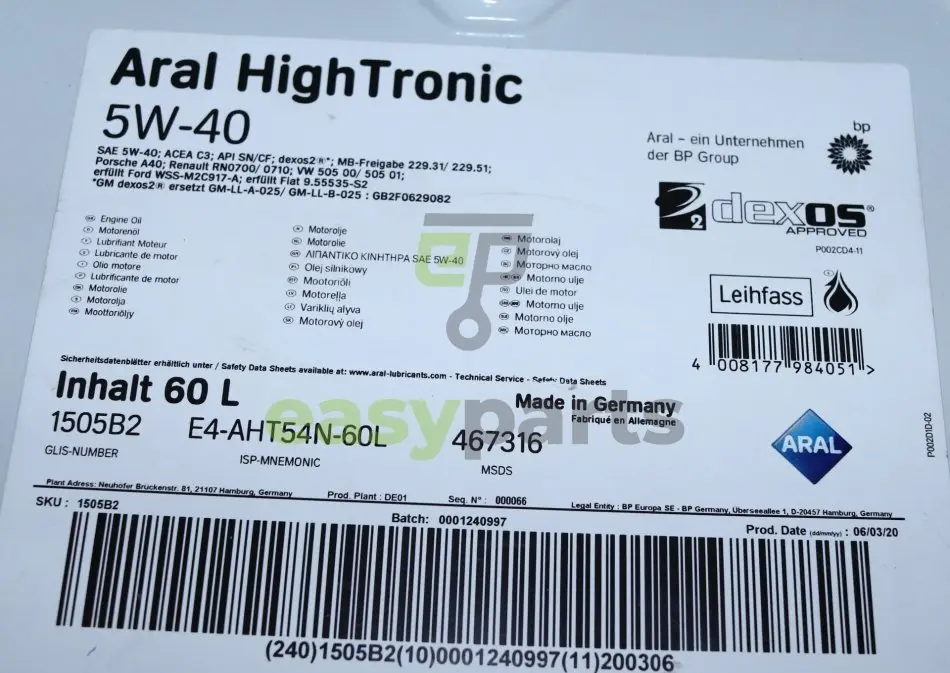 Aral HighTronic
5W-40
SAE 5W-40; ACEA C3; API SN/CF; dexos2®*; MB-Freigabe 229.31/ 229.51;
Porsche A40; Renault RN0700/ 0710; VW 505 00/ 505 01;
erfüllt Ford WSS-M2C917-A; erfüllt Fiat 9.55535-S2
*GM dexos2® ersetzt GM-LL-A-025/ GM-LL-B-025 : GB2F0629082
bp
Aral – ein Unternehmen
der BP Group
2 dexos®
APPROVED
P002CD4-11
Engine Oil
Motorenöl
Lubrifiant Moteur
Lubricante de motor
Olio motore
Lubrificante de motor
Motorolie
Motorolja
Moottoriöljy
Motorolje
Motorolie
ΛΙΠΑΝΤΙΚΟ ΚΙΝΗΤΗΡΑ SAE 5W-40
Olej silnikowy
Mootoriõli
Motoreļļa
Variklių alyva
Motorový olej
Motorolaj
Motorový olej
Моторно масло
Motorno ulje
Ulei de motor
Motorno ulje
Motorno olje
Моторно масло
Leihfass
4 008177 984051 >
Sicherheitsdatenblätter erhältlich unter / Safety Data Sheets available at: www.aral-lubricants.com - Technical Service - Safety Data Sheets
Inhalt 60 L
Made in Germany
Fabriqué en Allemagne
1505B2 E4-AHT54N-60L 467316
GLIS-NUMBER ISP-MNEMONIC MSDS
easyparts
ARAL
P002D1D-02
Plant Adress: Neuhofer Brückenstr. 81, 21107 Hamburg, Germany Prod. Plant : DE01 Seq. N° : 000066 Legal Entity : BP Europa SE - BP Germany, Überseeallee 1, D-20457 Hamburg, Germany
SKU : 1505B2 Batch: 0001240997 Prod. Date (dd/mm/yy) : 06/03/20
(240)1505B2(10)0001240997(11)200306